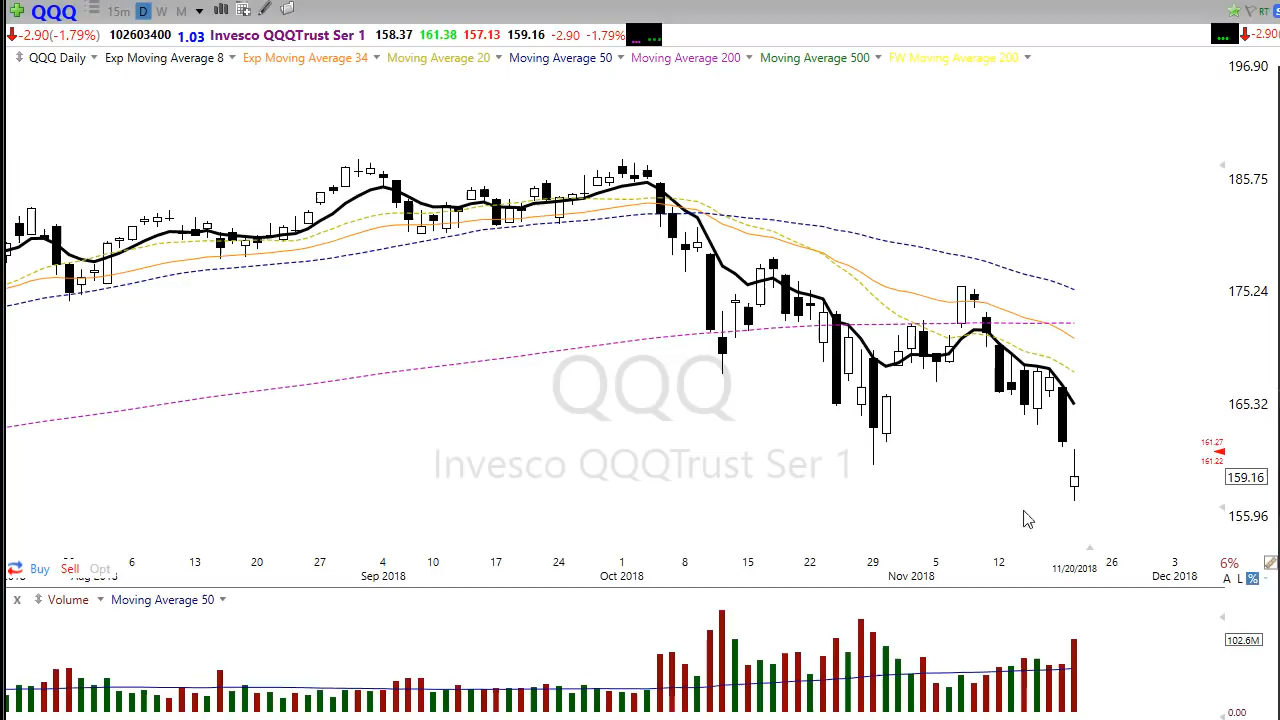 QQQ 15m D W M RT
-2.90(-1.79%) 102603400 1.03 Invesco QQQTrust Ser 1 158.37 161.38 157.13 159.16 -2.90 -1.79% -2.90
QQQ Daily Exp Moving Average 8 Exp Moving Average 34 Moving Average 20 Moving Average 50 Moving Average 200 Moving Average 500 FW Moving Average 200
196.90
185.75
175.24
165.32
161.27
161.22
159.16
155.96
QQQ
Invesco QQQTrust Ser 1
6 13 20 27 4 10 17 24 1 8 15 22 29 5 12 26 3 6%
Buy Sell Opt
Sep 2018 Oct 2018 Nov 2018 11/20/2018 Dec 2018 A L %
x Volume Moving Average 50
102.6M
0.00